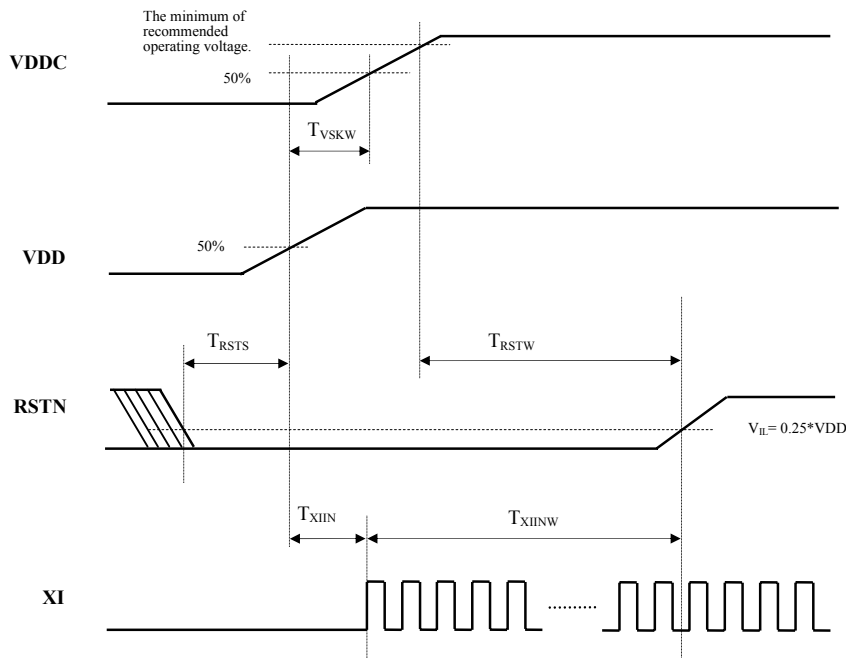 The minimum of
recommended
operating voltage.
VDDC
50%
TVSKW
50%
VDD
TRSTS
TRSTW
RSTN
VIL= 0.25*VDD
TXIIN
TXIINW
XI